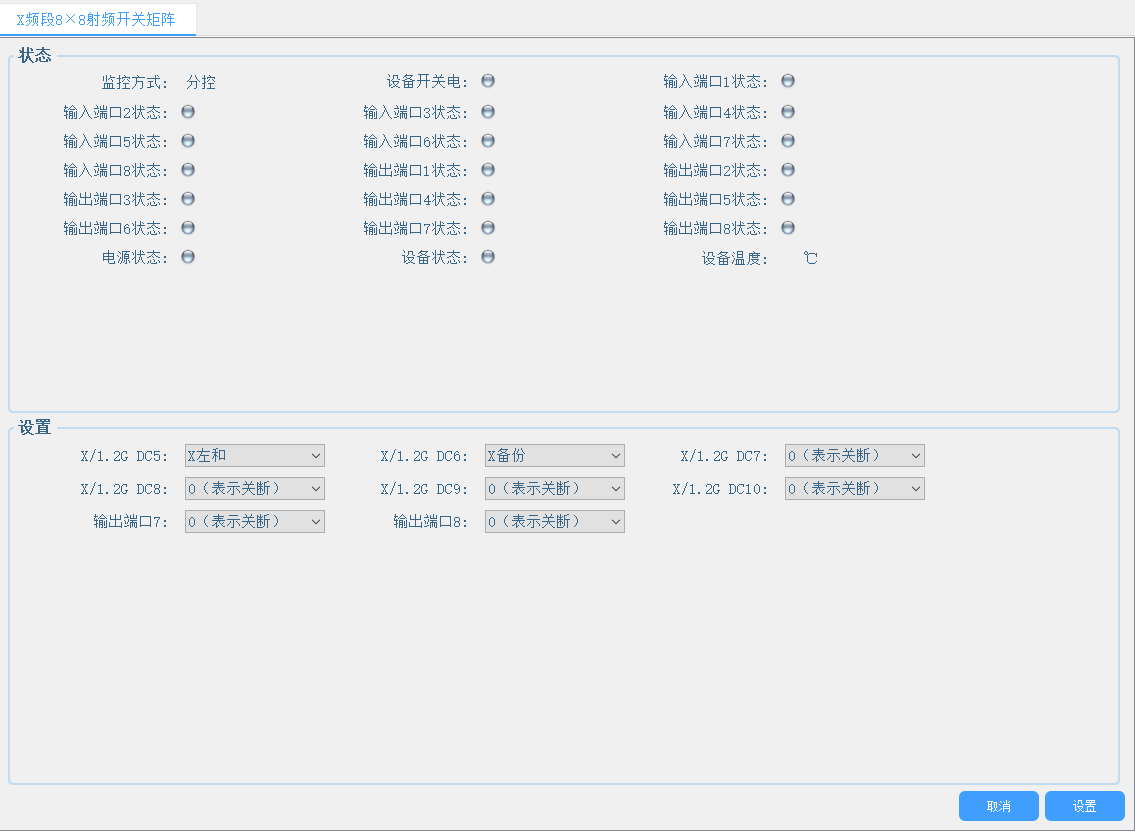 X频段8×8射频开关矩阵
状态
监控方式: 分控 设备开关电: 输入端口1状态:
输入端口2状态: 输入端口3状态: 输入端口4状态:
输入端口5状态: 输入端口6状态: 输入端口7状态:
输入端口8状态: 输出端口1状态: 输出端口2状态:
输出端口3状态: 输出端口4状态: 输出端口5状态:
输出端口6状态: 输出端口7状态: 输出端口8状态:
电源状态: 设备状态: 设备温度: ℃
设置
X/1.2G DC5: X左和 X/1.2G DC6: X备份 X/1.2G DC7: 0（表示关断）
X/1.2G DC8: 0（表示关断） X/1.2G DC9: 0（表示关断） X/1.2G DC10: 0（表示关断）
输出端口7: 0（表示关断） 输出端口8: 0（表示关断）
取消 设置